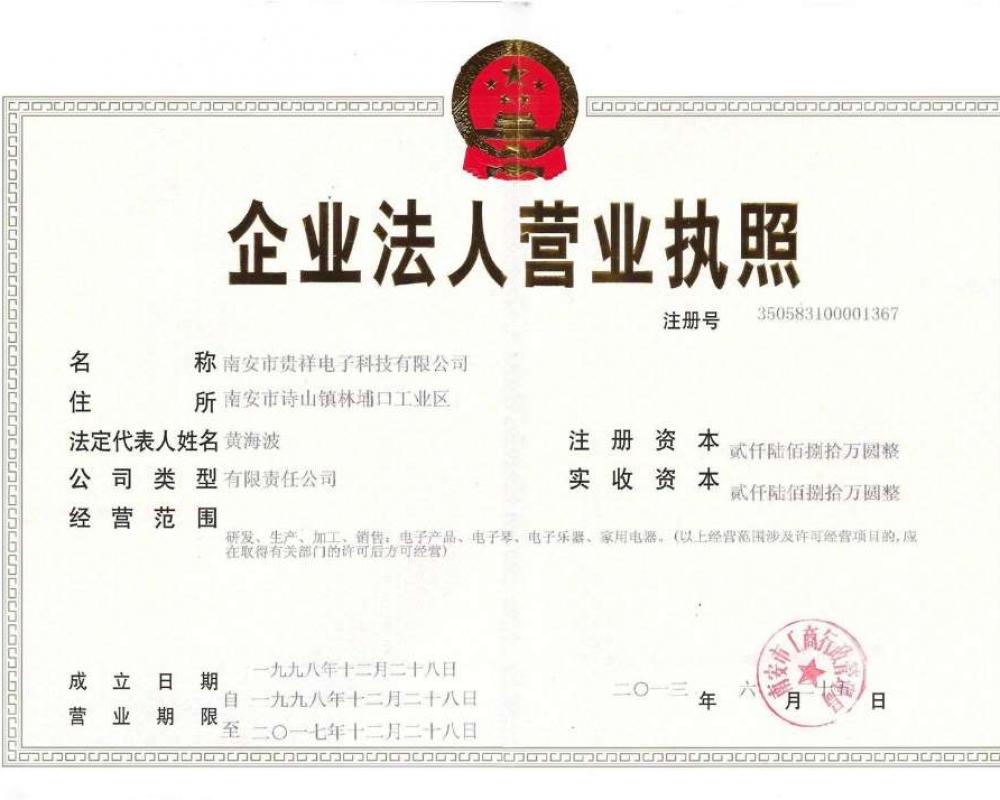 企业法人营业执照
注册号 350583100001367
名称 南安市贵祥电子科技有限公司
住所 南安市诗山镇林埔口工业区
法定代表人姓名 黄海波
注册资本 贰仟陆佰捌拾万圆整
公司类型 有限责任公司
实收资本 贰仟陆佰捌拾万圆整
经营范围
研发、生产、加工、销售：电子产品、电子琴、电子乐器、家用电器。(以上经营范围涉及许可经营项目的,应
在取得有关部门的许可后方可经营)
成立日期 一九九八年十二月二十八日
营业期限 自 一九九八年十二月二十八日
至 二〇一七年十二月二十八日
二〇一三 年 六 月 二十五 日
南安市工商行政管理局